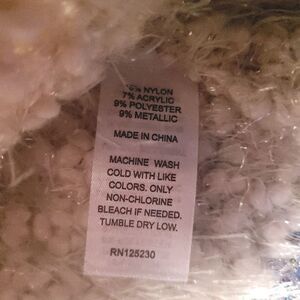 NYLON
7% ACRYLIC
9% POLYESTER
9% METALLIC
MADE IN CHINA
MACHINE WASH
COLD WITH LIKE
COLORS. ONLY
NON-CHLORINE
BLEACH IF NEEDED.
TUMBLE DRY LOW.
RN125230